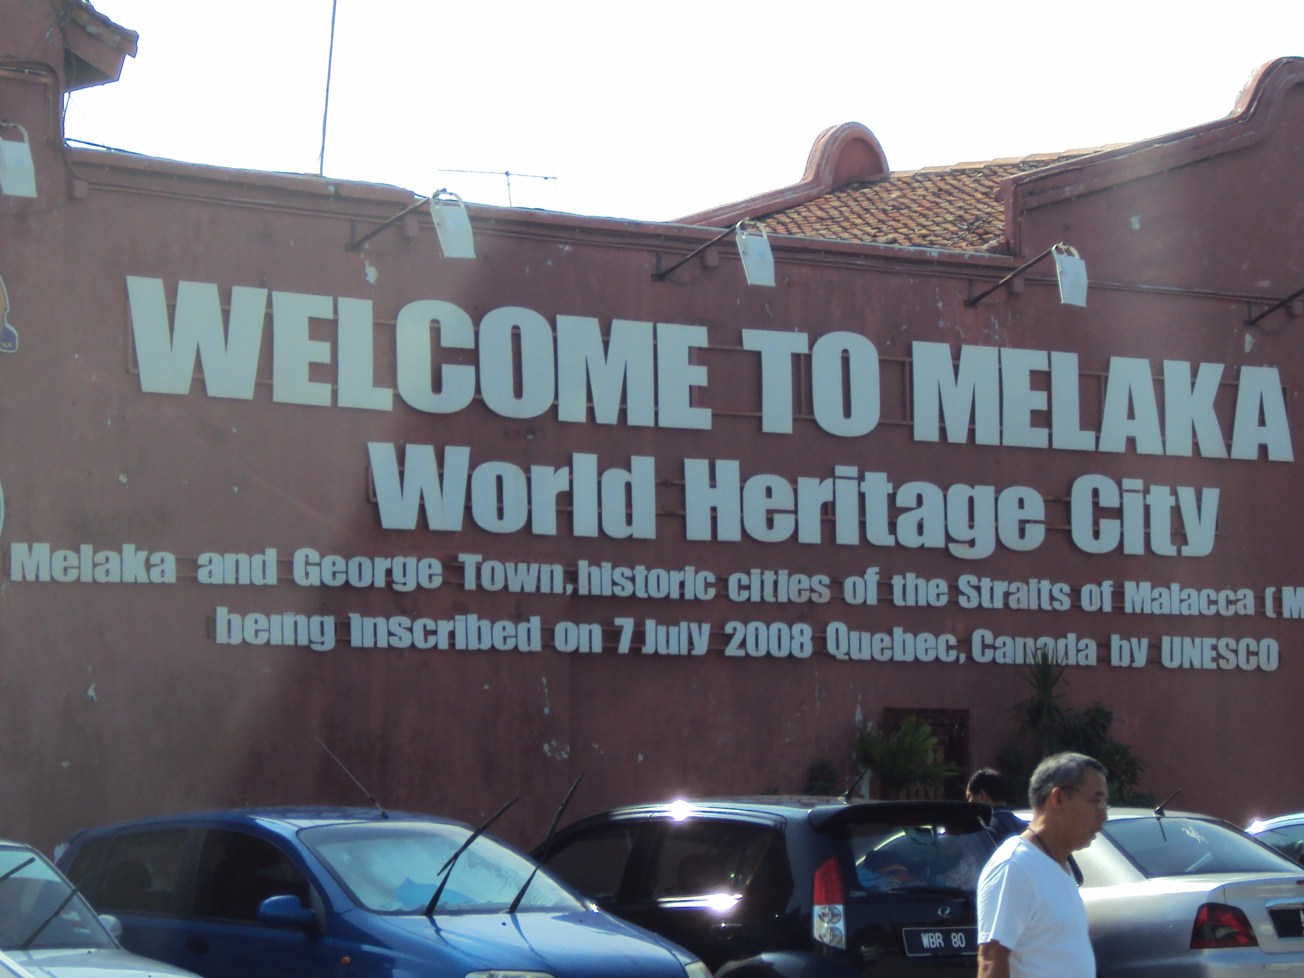 WELCOME TO MELAKA
World Heritage City
Melaka and George Town, historic cities of the Straits of Malacca ( M
being inscribed on 7 July 2008 Quebec, Canada by UNESCO
WBR 80